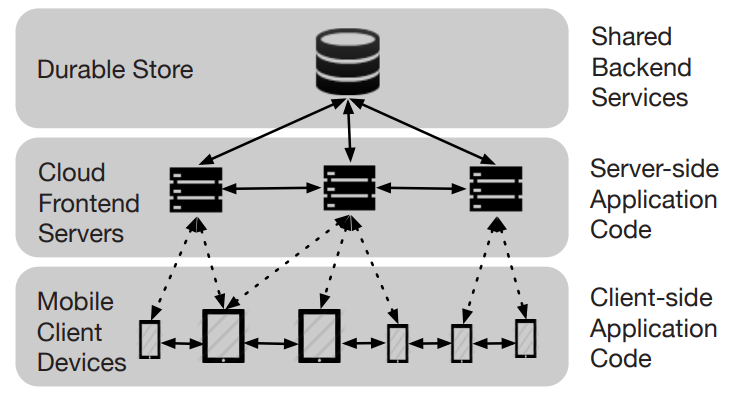 Durable Store
Shared
Backend
Services
Cloud
Frontend
Servers
Server-side
Application
Code
Mobile
Client
Devices
Client-side
Application
Code